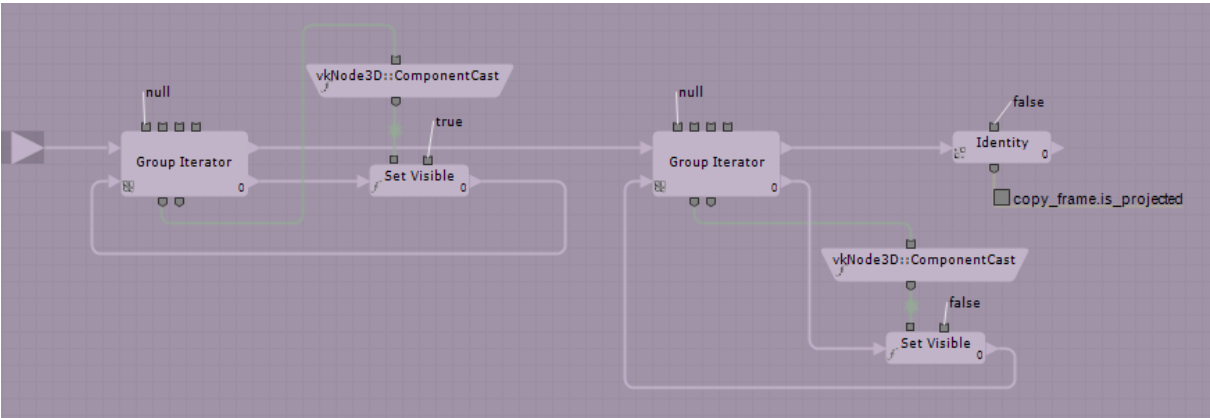 vkNode3D::ComponentCast
null
true
Group Iterator
0
Set Visible
0
null
false
Group Iterator
0
Identity
0
copy_frame.is_projected
vkNode3D::ComponentCast
false
Set Visible
0